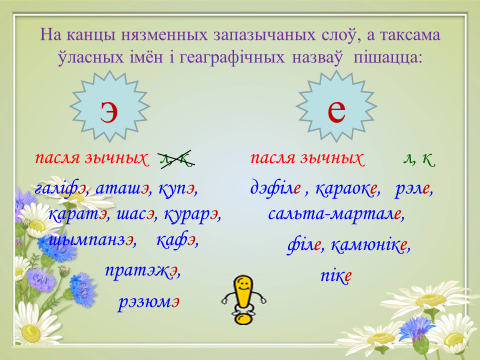 На канцы нязменных запазычаных слоў, а таксама
ўласных імён і геаграфічных назваў пішацца:
э
е
пасля зычных л, к
галіфэ, аташэ, купэ,
каратэ, шасэ, курарэ,
шымпанзэ, кафэ,
пратэжэ,
рэзюмэ
пасля зычных л, к
дэфіле , караоке, рэле,
сальта-мартале,
філе, камюніке,
піке